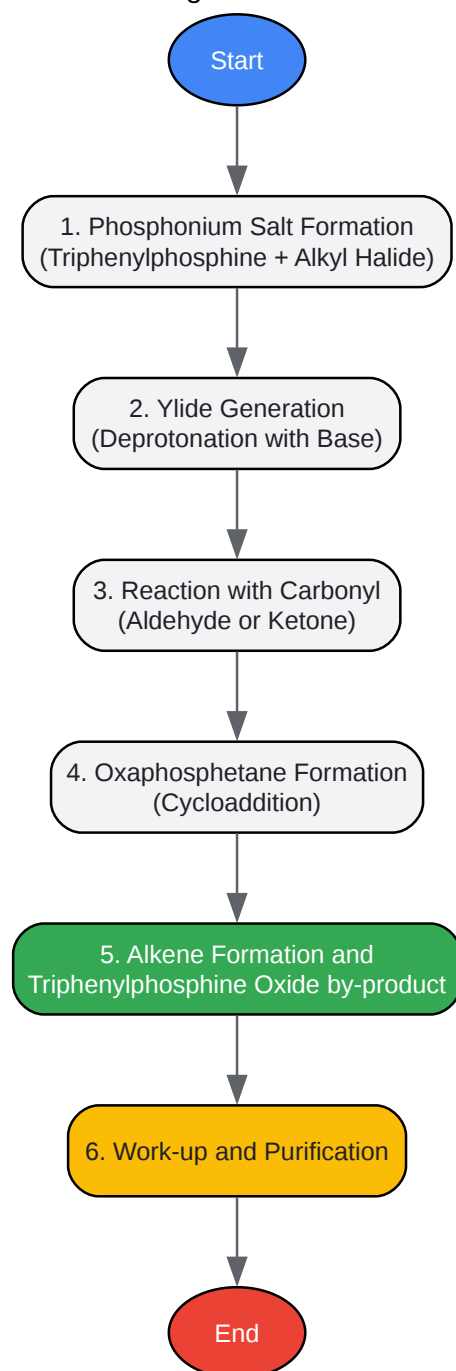 Start
1. Phosphonium Salt Formation
(Triphenylphosphine + Alkyl Halide)
2. Ylide Generation
(Deprotonation with Base)
3. Reaction with Carbonyl
(Aldehyde or Ketone)
4. Oxaphosphetane Formation
(Cycloaddition)
5. Alkene Formation and
Triphenylphosphine Oxide by-product
6. Work-up and Purification
End